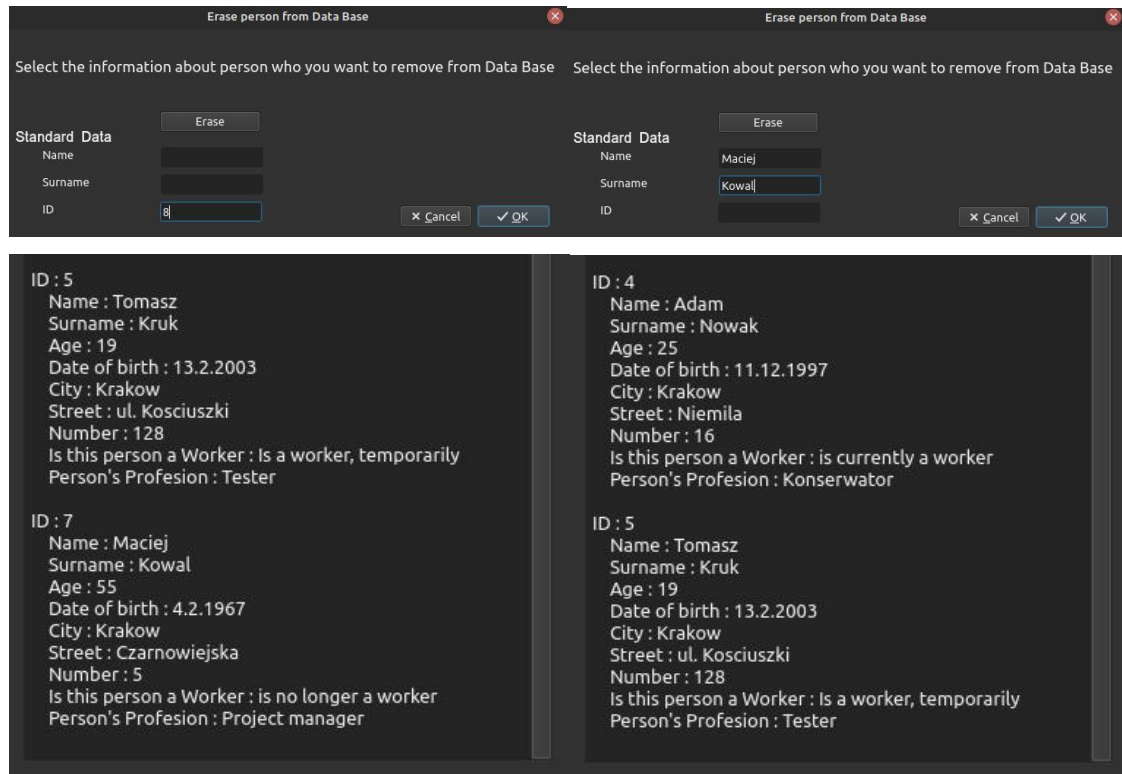 Erase person from Data Base
Select the information about person who you want to remove from Data Base
Erase
Standard Data
Name
Surname
ID 8
Cancel OK
Erase person from Data Base
Select the information about person who you want to remove from Data Base
Erase
Standard Data
Name Maciej
Surname Kowal
ID
Cancel OK
ID : 5
Name : Tomasz
Surname : Kruk
Age : 19
Date of birth : 13.2.2003
City : Krakow
Street : ul. Kosciuszki
Number : 128
Is this person a Worker : Is a worker, temporarily
Person's Profesion : Tester
ID : 7
Name : Maciej
Surname : Kowal
Age : 55
Date of birth : 4.2.1967
City : Krakow
Street : Czarnowiejska
Number : 5
Is this person a Worker : is no longer a worker
Person's Profesion : Project manager
ID : 4
Name : Adam
Surname : Nowak
Age : 25
Date of birth : 11.12.1997
City : Krakow
Street : Niemila
Number : 16
Is this person a Worker : is currently a worker
Person's Profesion : Konserwator
ID : 5
Name : Tomasz
Surname : Kruk
Age : 19
Date of birth : 13.2.2003
City : Krakow
Street : ul. Kosciuszki
Number : 128
Is this person a Worker : Is a worker, temporarily
Person's Profesion : Tester